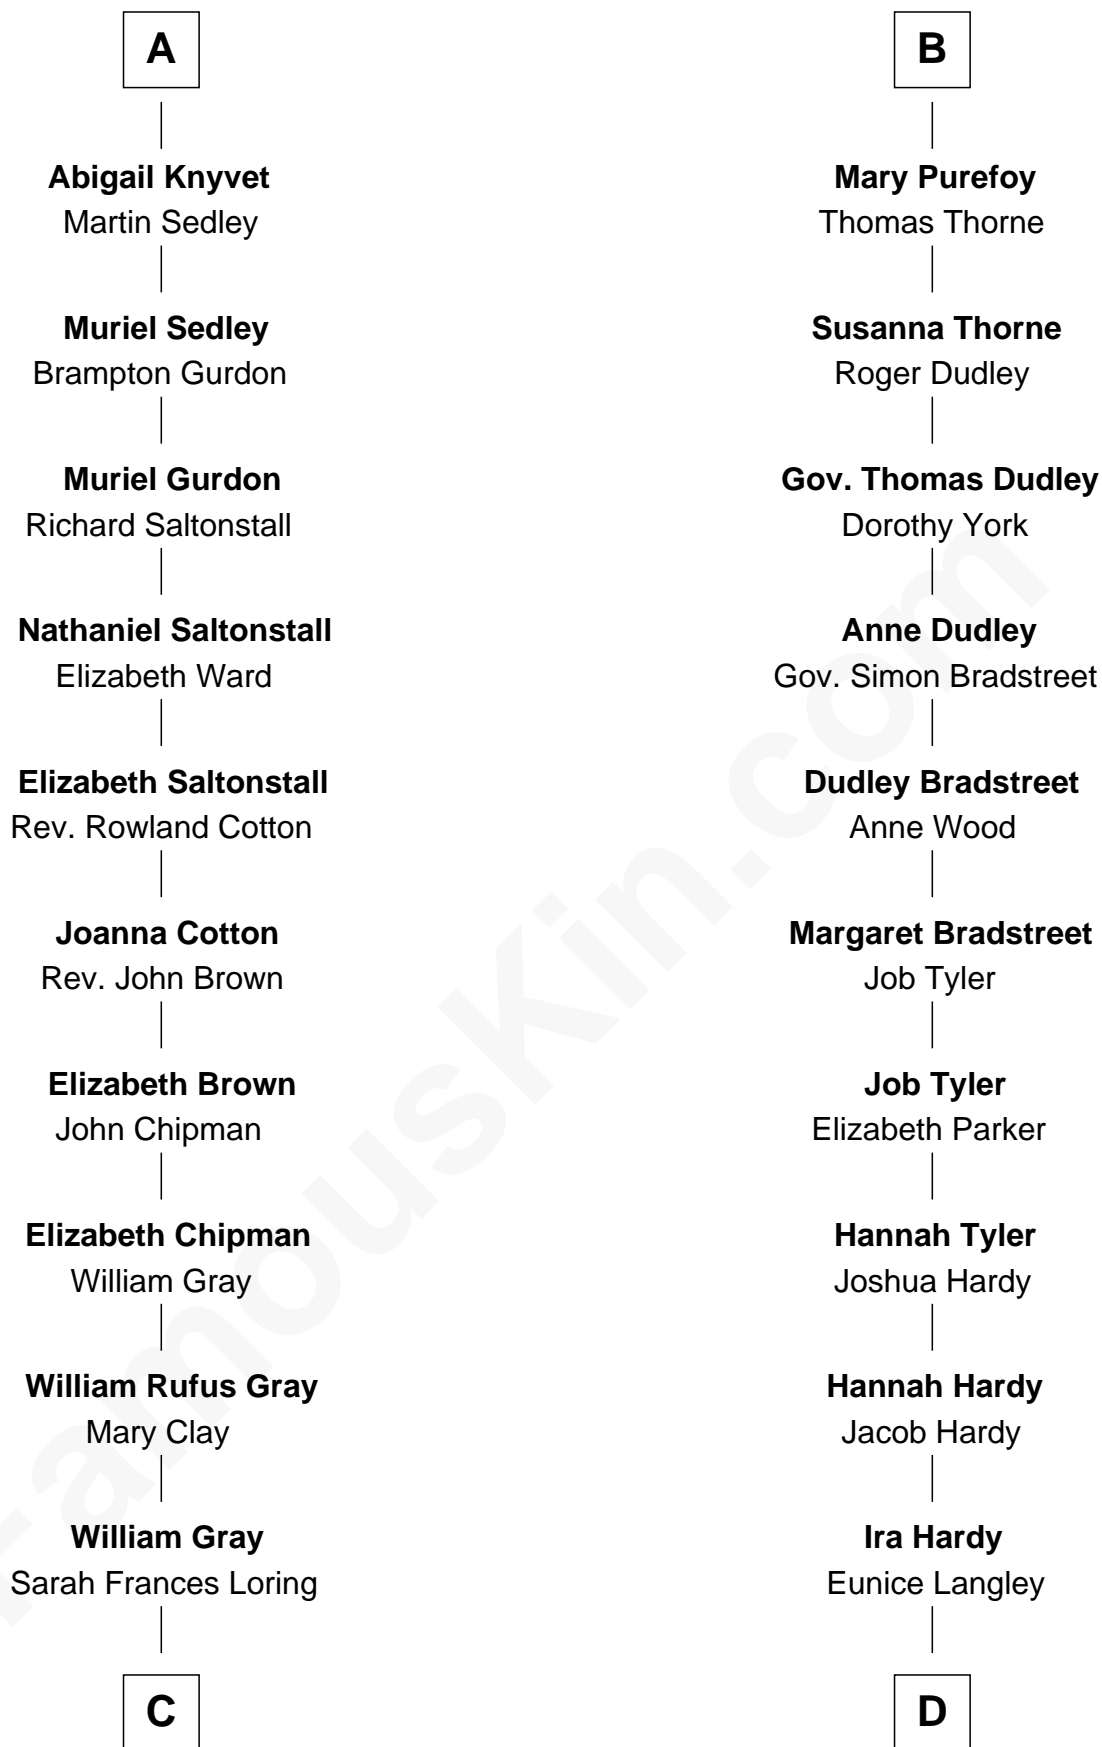 A
Abigail Knyvet
Martin Sedley
Muriel Sedley
Brampton Gurdon
Muriel Gurdon
Richard Saltonstall
Nathaniel Saltonstall
Elizabeth Ward
Elizabeth Saltonstall
Rev. Rowland Cotton
Joanna Cotton
Rev. John Brown
Elizabeth Brown
John Chipman
Elizabeth Chipman
William Gray
William Rufus Gray
Mary Clay
William Gray
Sarah Frances Loring
C
B
Mary Purefoy
Thomas Thorne
Susanna Thorne
Roger Dudley
Gov. Thomas Dudley
Dorothy York
Anne Dudley
Gov. Simon Bradstreet
Dudley Bradstreet
Anne Wood
Margaret Bradstreet
Job Tyler
Job Tyler
Elizabeth Parker
Hannah Tyler
Joshua Hardy
Hannah Hardy
Jacob Hardy
Ira Hardy
Eunice Langley
D
FamousKin.com